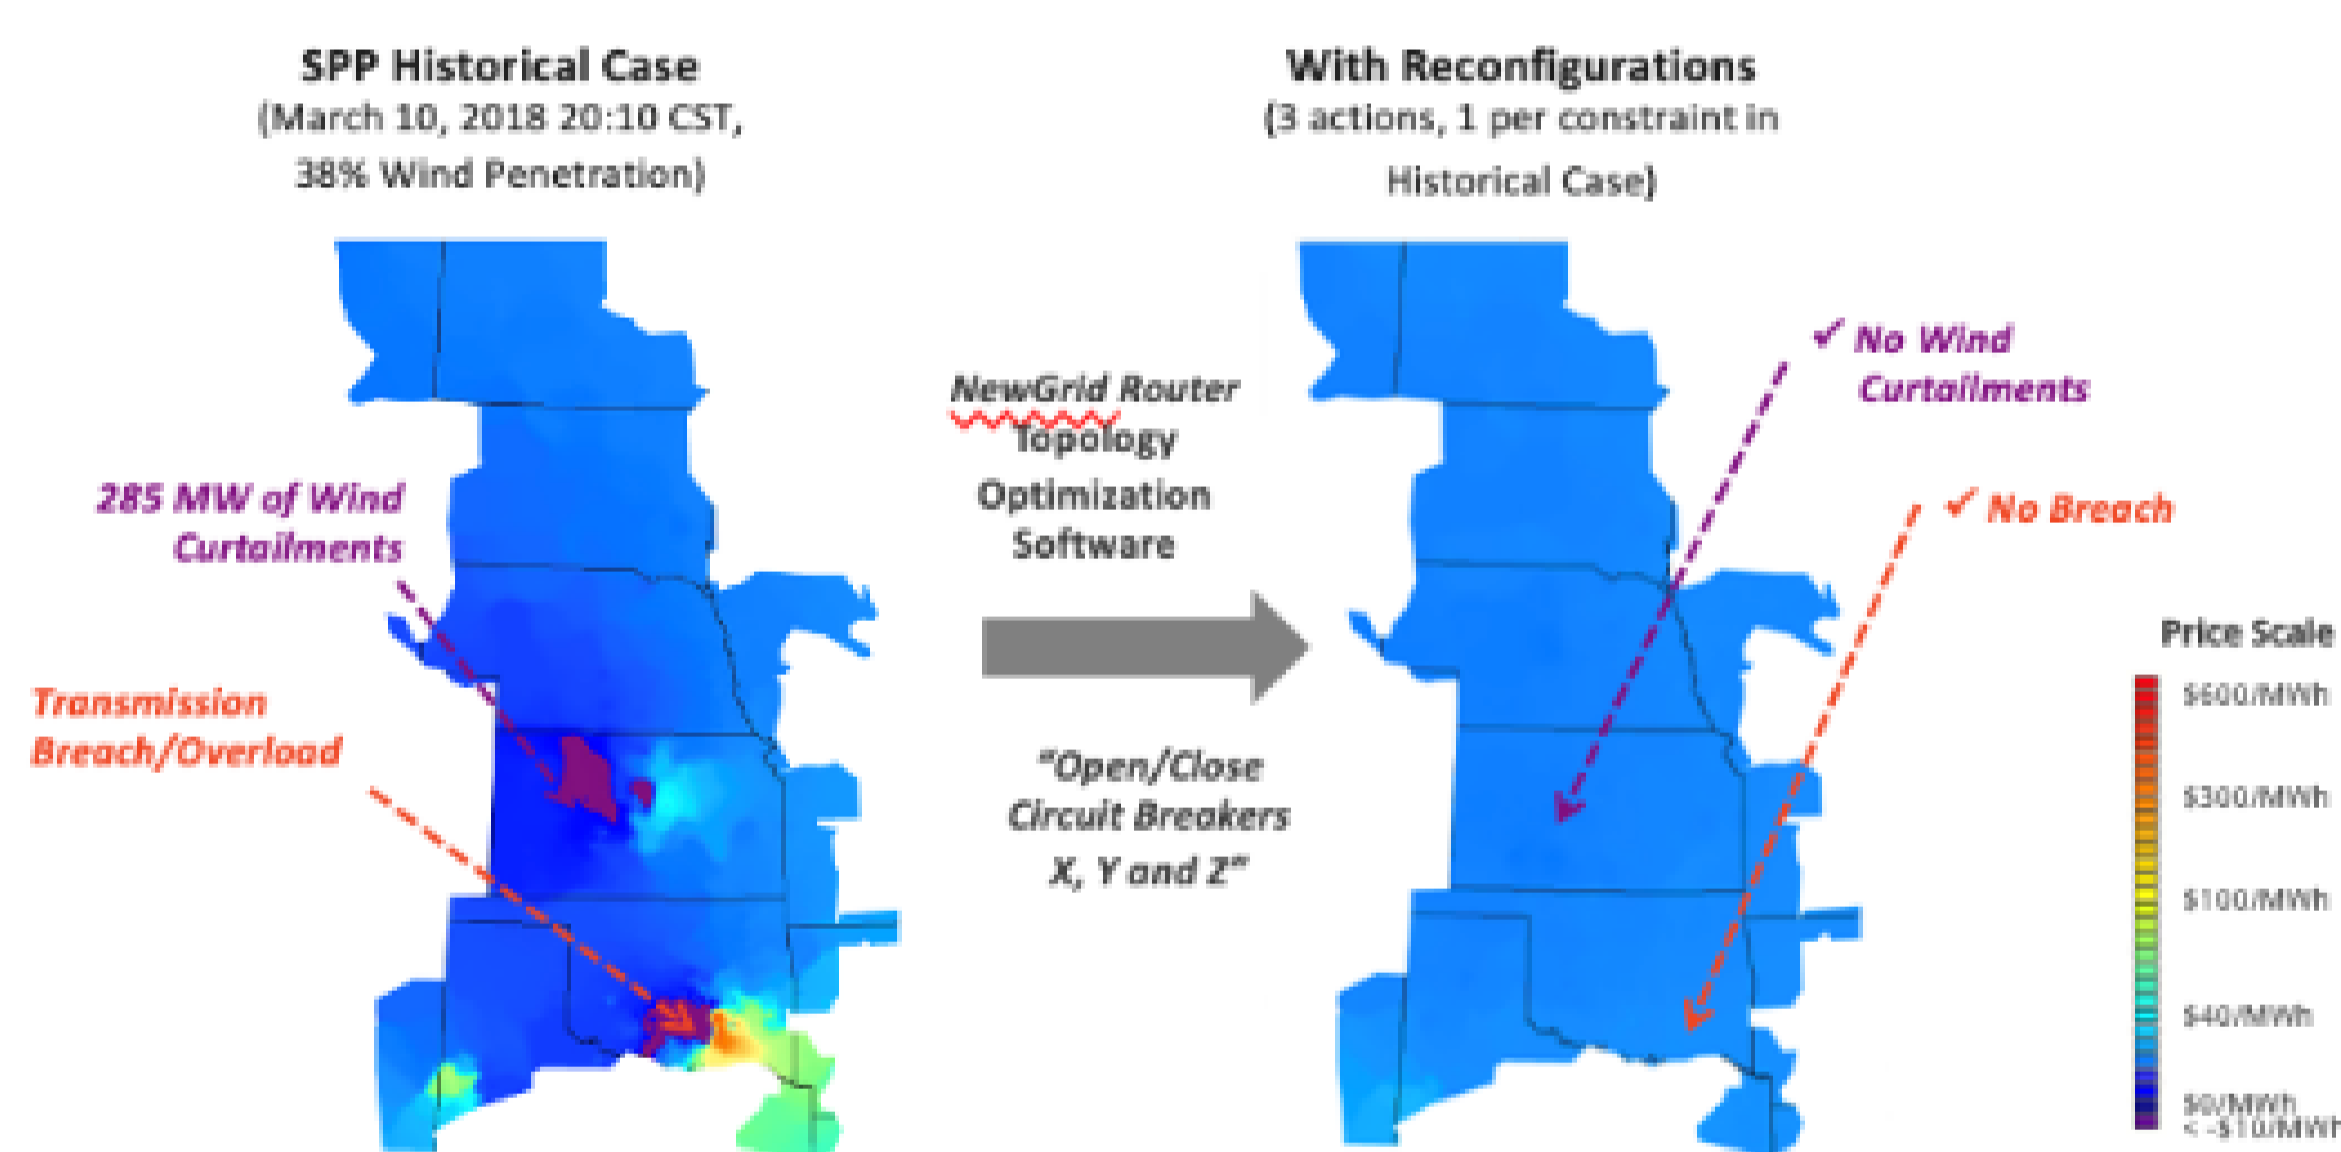 SPP Historical Case
(March 10, 2018 20:10 CST,
38% Wind Penetration)
With Reconfigurations
(3 actions, 1 per constraint in
Historical Case)
285 MW of Wind
Curtailments
Transmission
Breach/Overload
NewGrid Router
Topology
Optimization
Software
"Open/Close
Circuit Breakers
X, Y and Z"
✓ No Wind
Curtailments
✓ No Breach
Price Scale
$600/MWh
$300/MWh
$100/MWh
$40/MWh
$0/MWh
< -$10/MWh